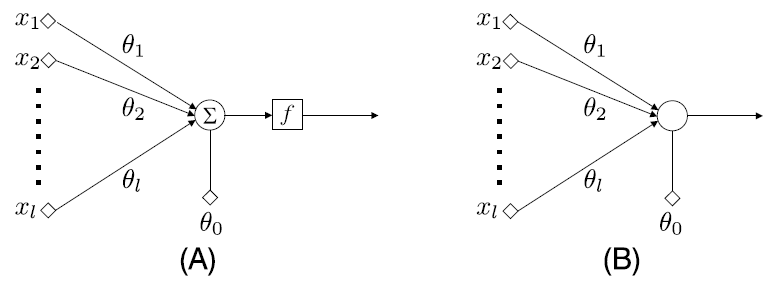 x₁ θ₁ x₁ θ₁
x₂ θ₂ x₂ θ₂
Σ f
xₗ θₗ xₗ θₗ
θ₀ θ₀
(A) (B)